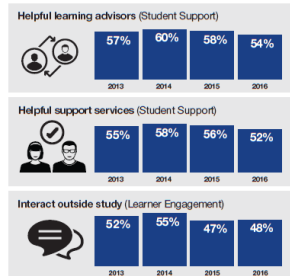 Helpful learning advisors (Student Support)
57% 60% 58% 54%
2013 2014 2015 2016
Helpful support services (Student Support)
55% 58% 56% 52%
2013 2014 2015 2016
Interact outside study (Learner Engagement)
52% 55% 47% 48%
2013 2014 2015 2016